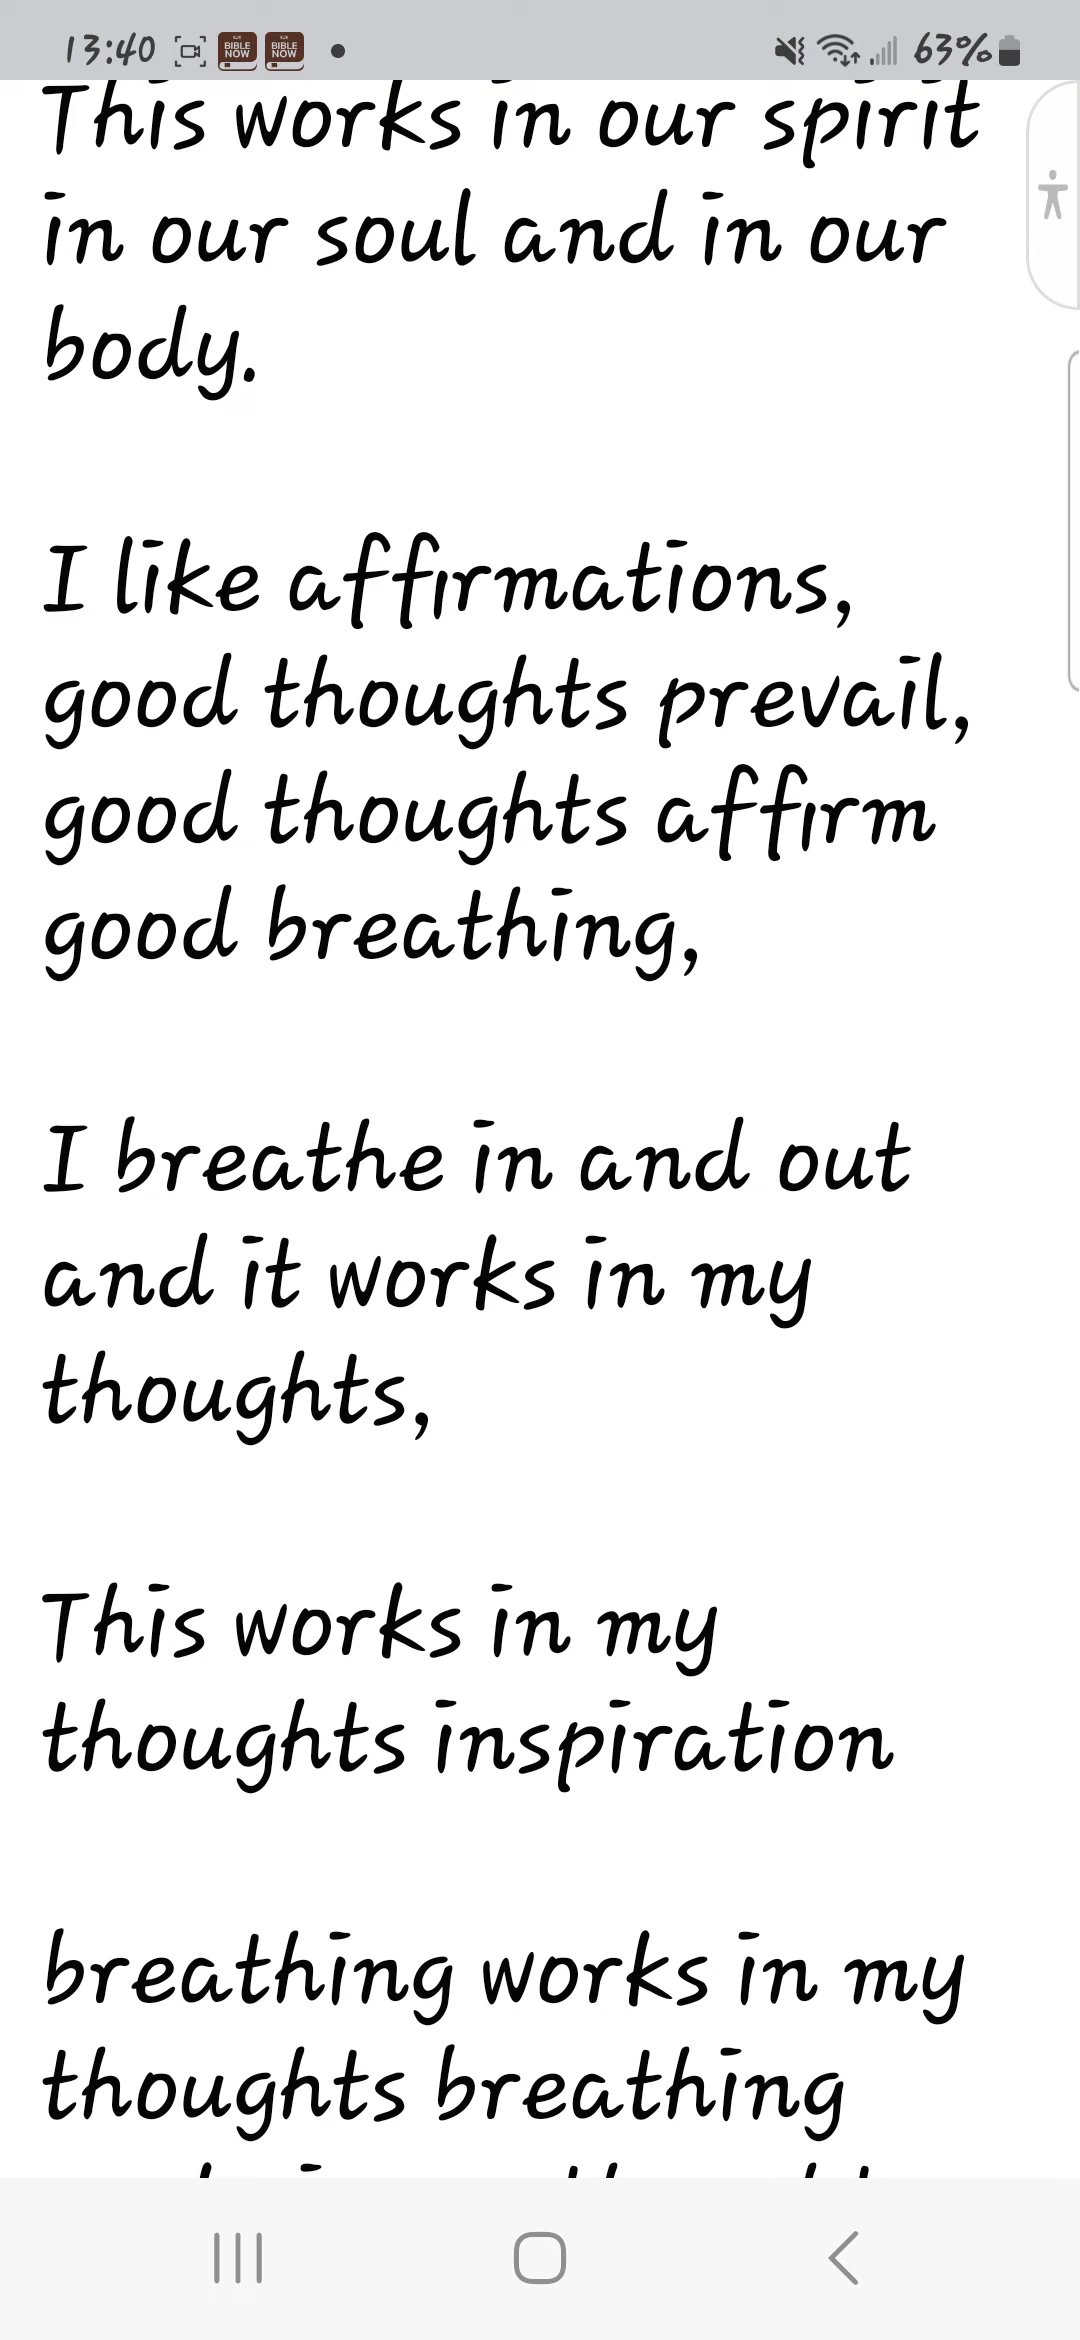 13:40 BIBLE NOW BIBLE NOW 63%
This works in our spirit
in our soul and in our
body.
I like affirmations,
good thoughts prevail,
good thoughts affirm
good breathing,
I breathe in and out
and it works in my
thoughts,
This works in my
thoughts inspiration
breathing works in my
thoughts breathing